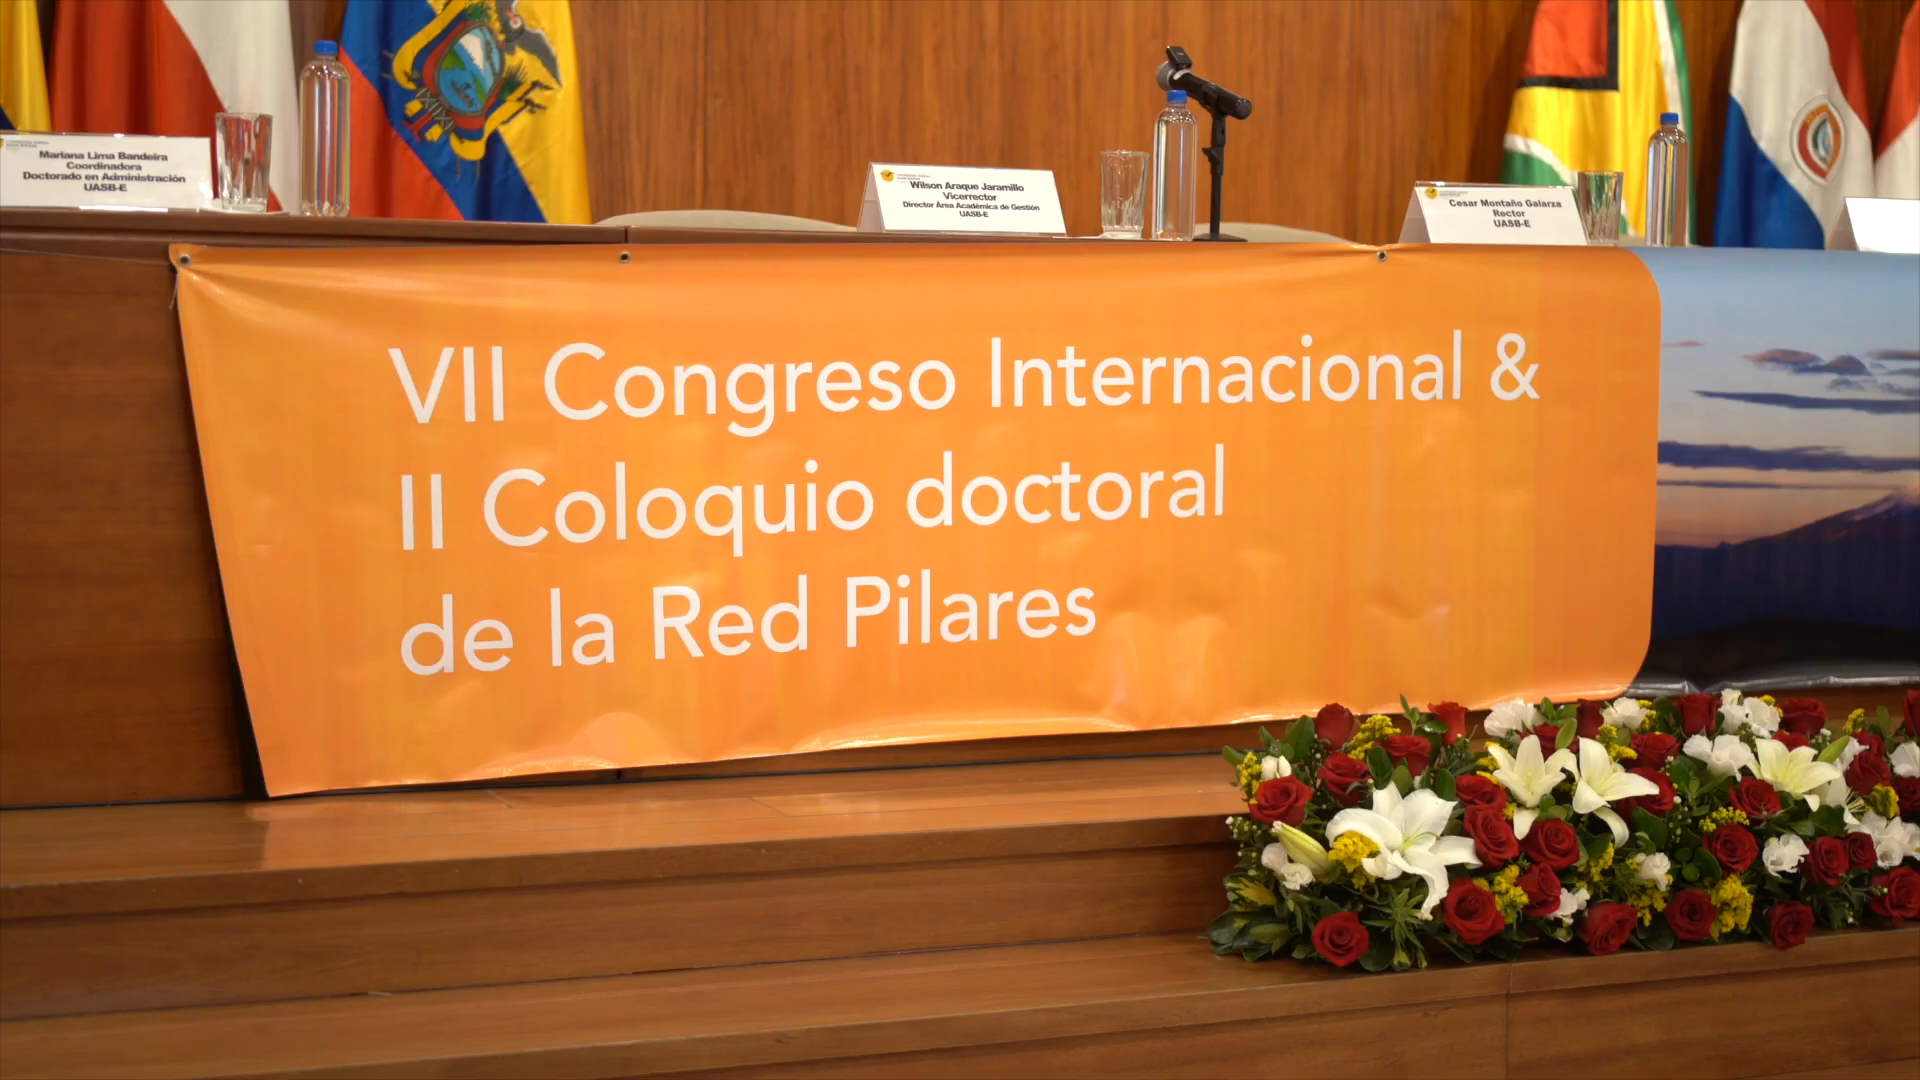 Mariana Lima Bandeira
Coordinadora
Doctorado en Administración
UASB-E
Wilson Araque Jaramillo
Vicerrector
Director Área Académica de Gestión
UASB-E
Cesar Montaño Galarza
Rector
UASB-E
VII Congreso Internacional &
II Coloquio doctoral
de la Red Pilares